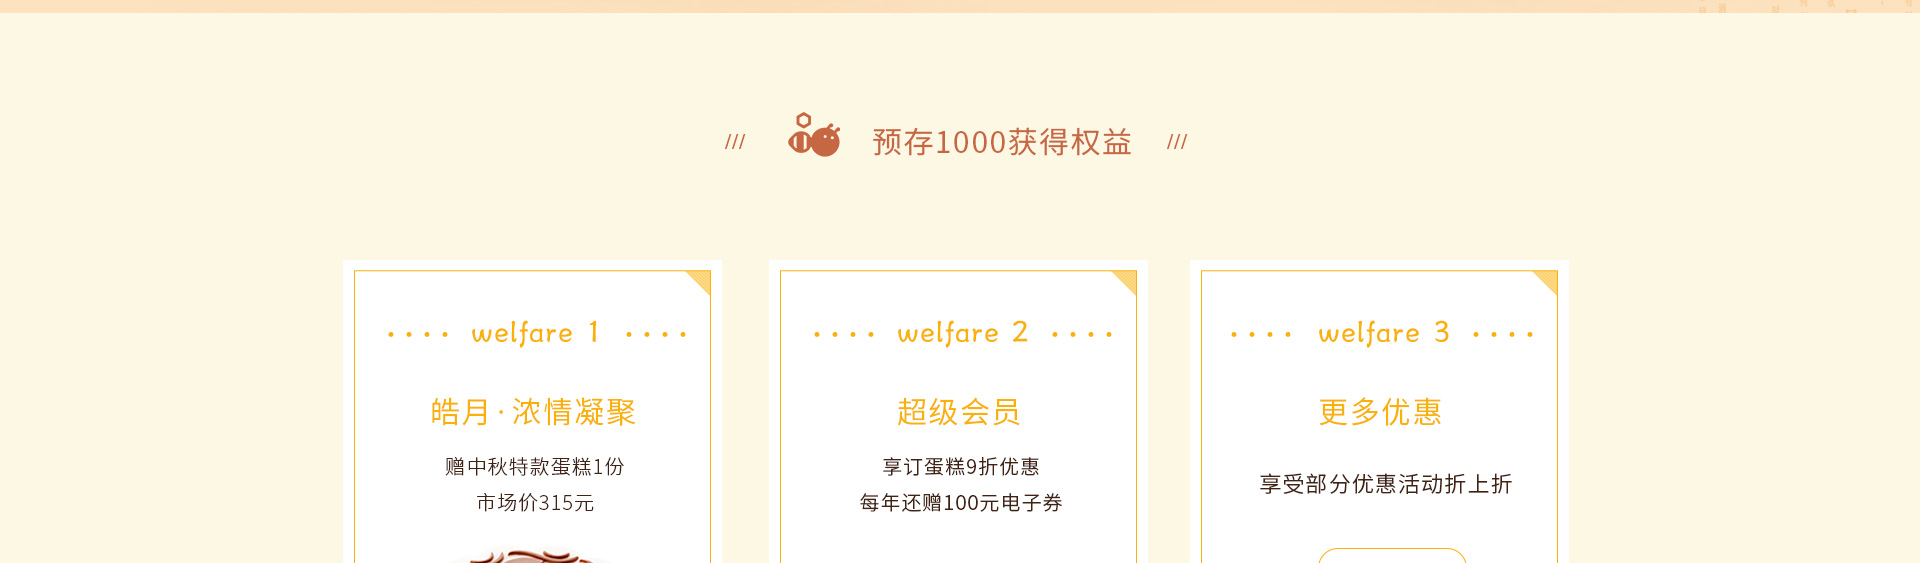 /// 预存1000获得权益 ///
welfare 1
皓月·浓情凝聚
赠中秋特款蛋糕1份
市场价315元
welfare 2
超级会员
享订蛋糕9折优惠
每年还赠100元电子券
welfare 3
更多优惠
享受部分优惠活动折上折